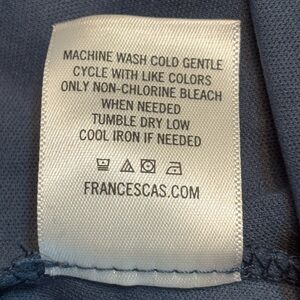 MACHINE WASH COLD GENTLE
CYCLE WITH LIKE COLORS
ONLY NON-CHLORINE BLEACH
WHEN NEEDED
TUMBLE DRY LOW
COOL IRON IF NEEDED
FRANCESCAS.COM